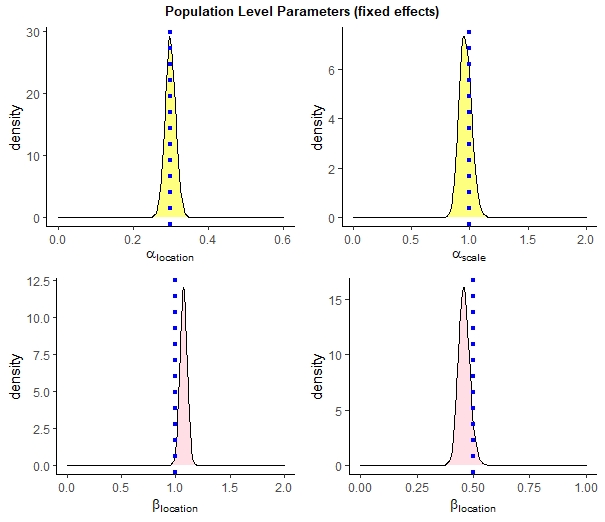 Population Level Parameters (fixed effects)
30
20
10
0
density
0.0 0.2 0.4 0.6
αlocation
6
4
2
0
density
0.0 0.5 1.0 1.5 2.0
αscale
12.5
10.0
7.5
5.0
2.5
0.0
density
0.0 0.5 1.0 1.5 2.0
βlocation
15
10
5
0
density
0.00 0.25 0.50 0.75 1.00
βlocation